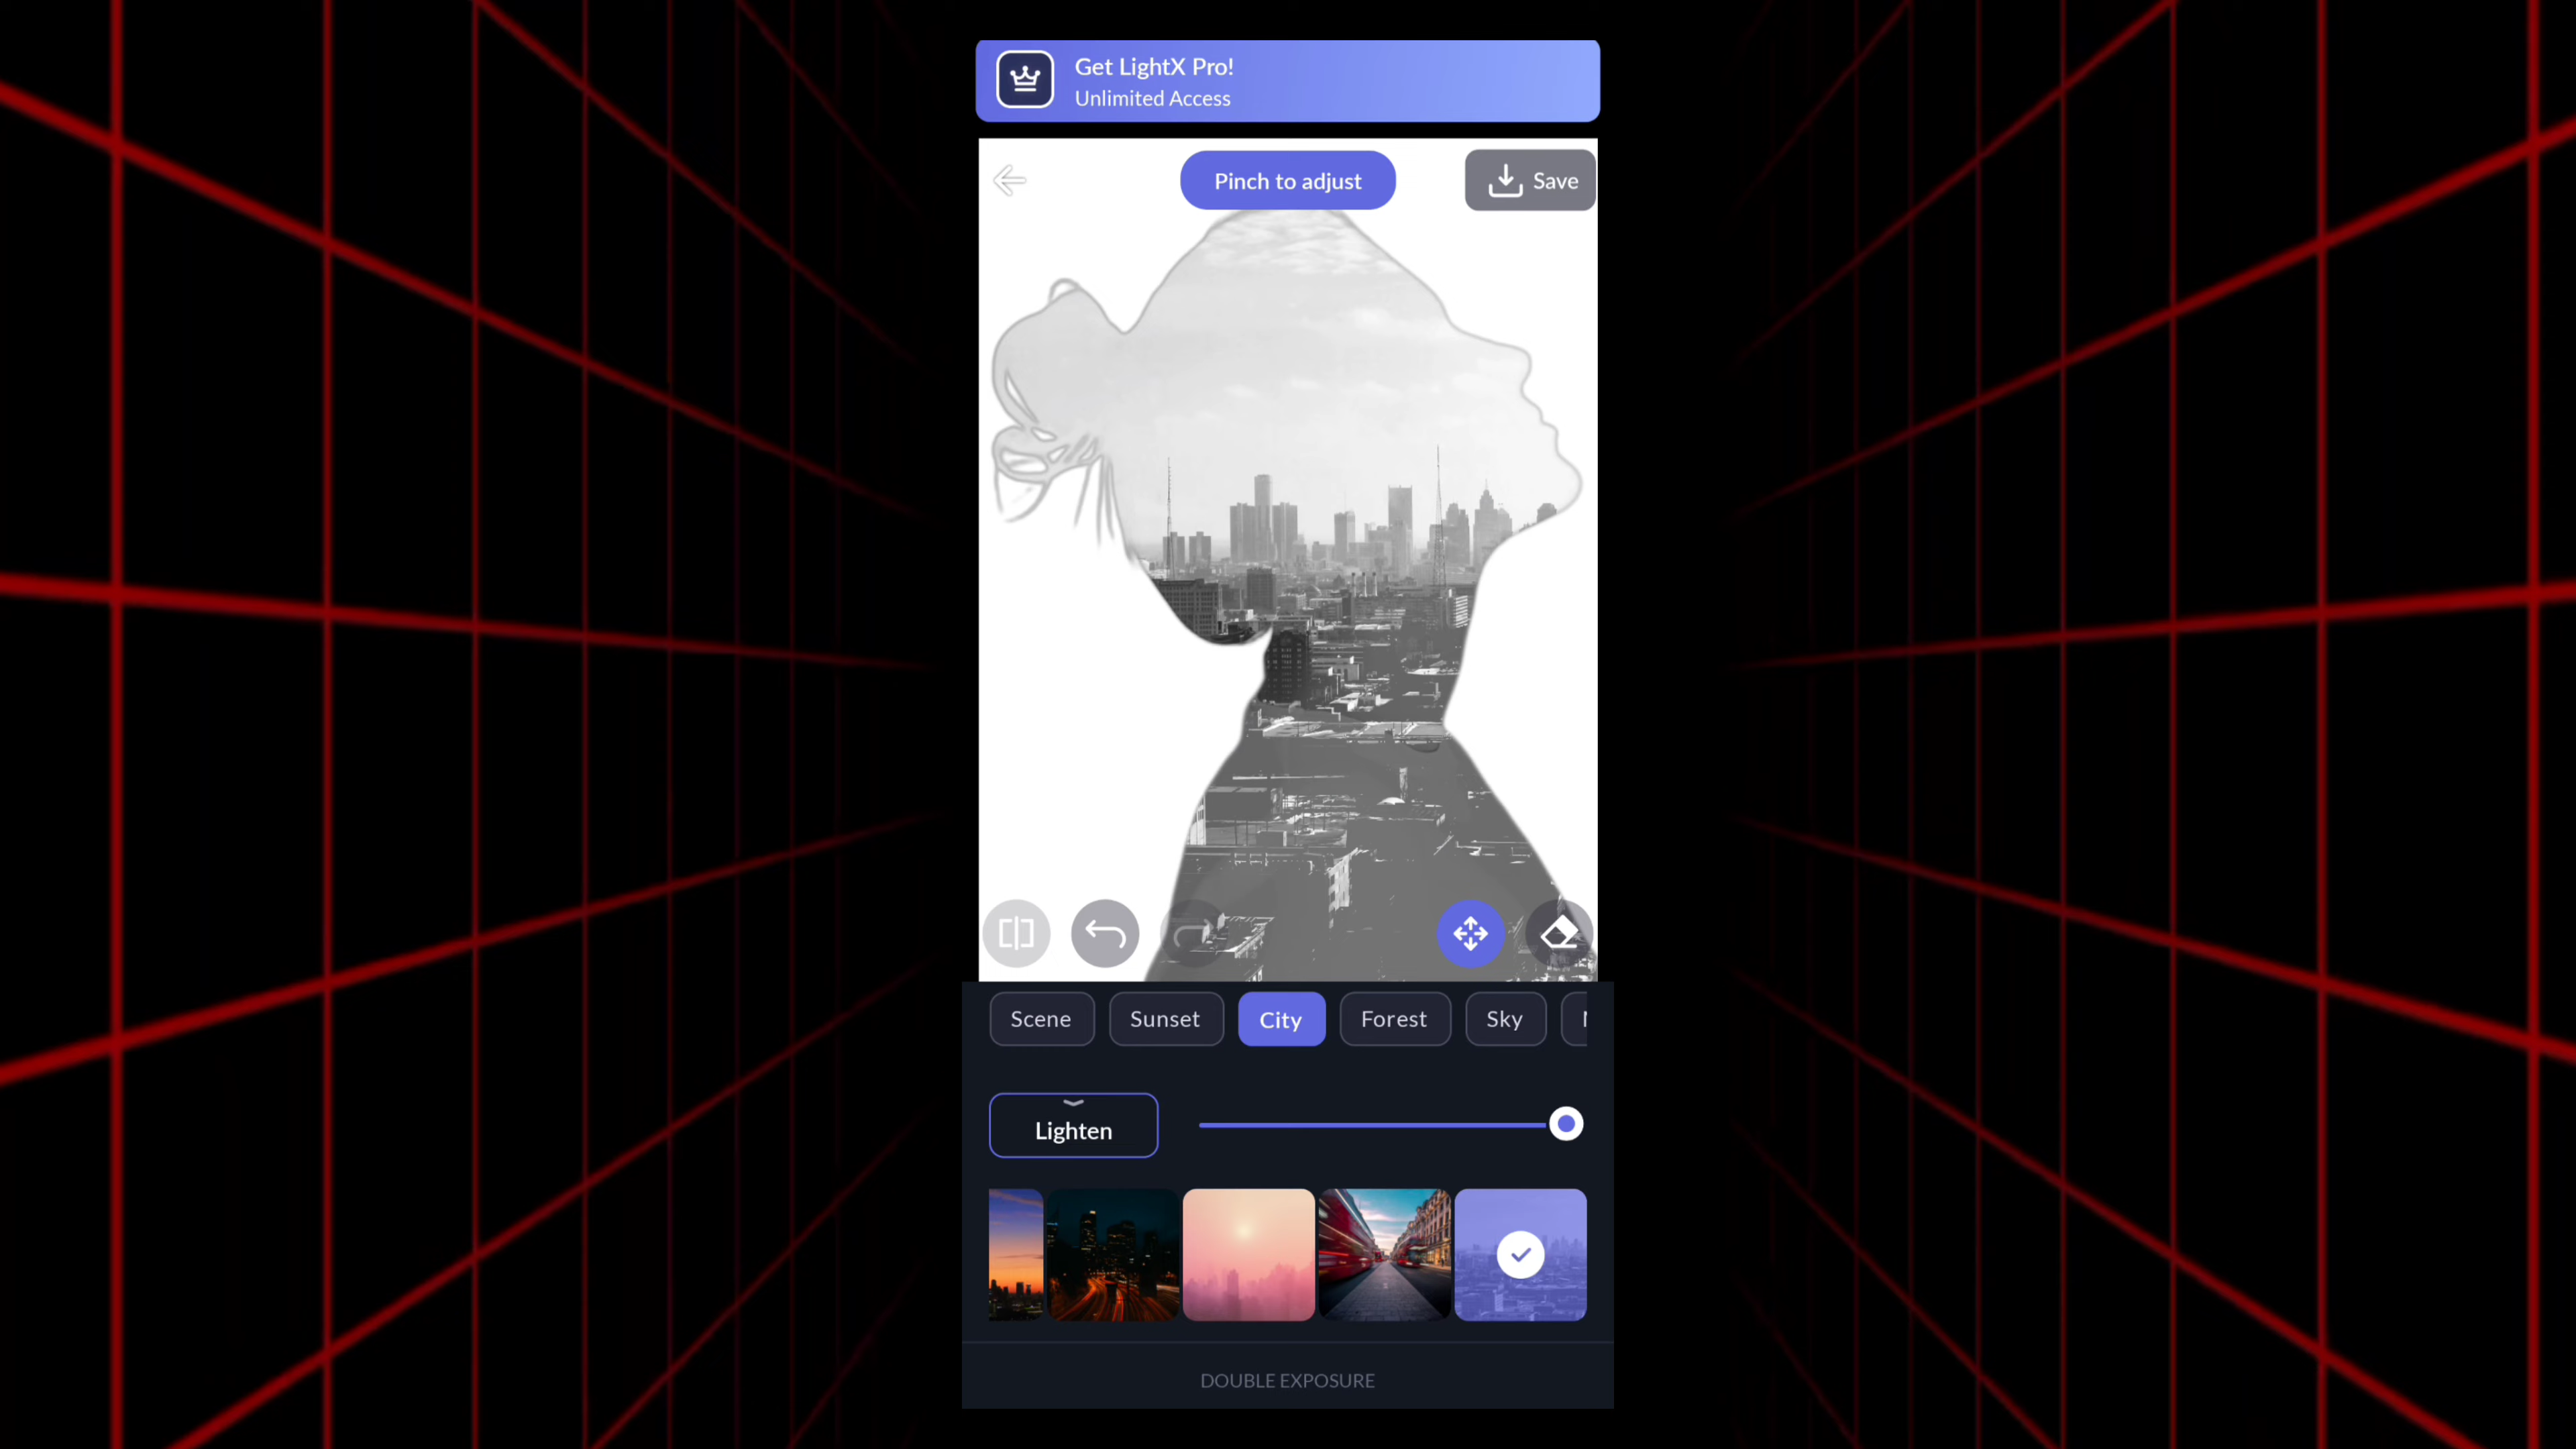 Get LightX Pro!
Unlimited Access
Pinch to adjust
Save
Scene
Sunset
City
Forest
Sky
Lighten
DOUBLE EXPOSURE